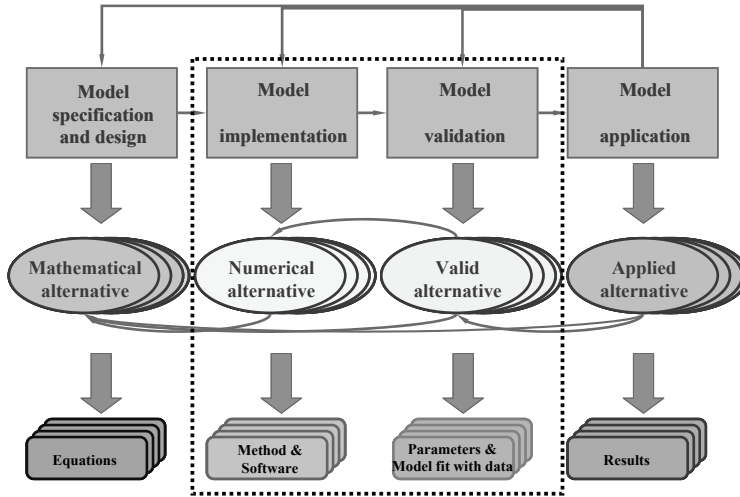 Model
specification
and design
Model
implementation
Model
validation
Model
application
Mathematical
alternative
Numerical
alternative
Valid
alternative
Applied
alternative
Equations
Method &
Software
Parameters &
Model fit with data
Results